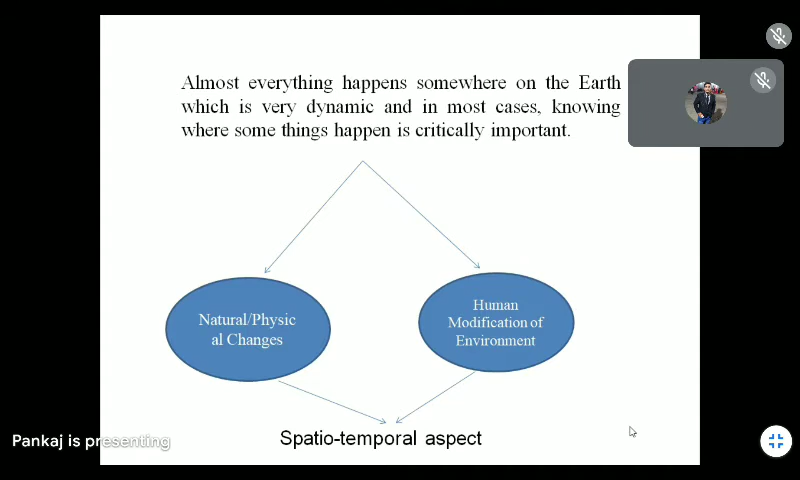 Almost everything happens somewhere on the Earth
which is very dynamic and in most cases, knowing
where some things happen is critically important.
Natural/Physic
al Changes
Human
Modification of
Environment
Spatio-temporal aspect
Pankaj is presenting